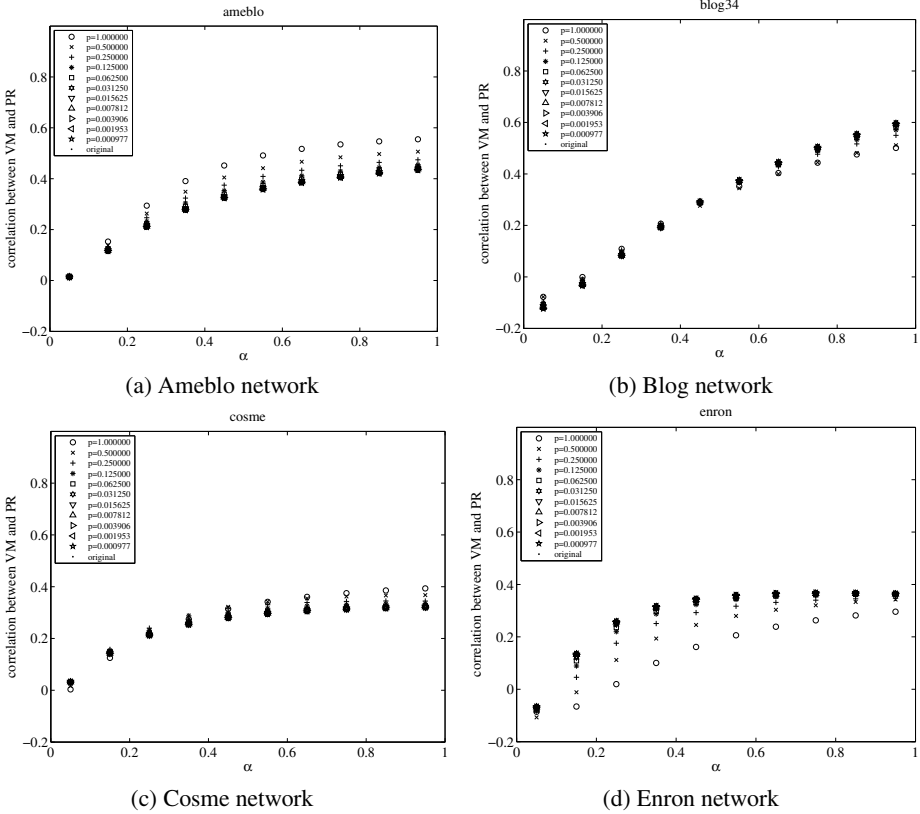 ameblo
correlation between VM and PR
0.8
0.6
0.4
0.2
0
−0.2
p=1.000000
p=0.500000
p=0.250000
p=0.125000
p=0.062500
p=0.031250
p=0.015625
p=0.007812
p=0.003906
p=0.001953
p=0.000977
original
0 0.2 0.4 0.6 0.8 1
α
(a) Ameblo network
blog34
correlation between VM and PR
0.8
0.6
0.4
0.2
0
−0.2
p=1.000000
p=0.500000
p=0.250000
p=0.125000
p=0.062500
p=0.031250
p=0.015625
p=0.007812
p=0.003906
p=0.001953
p=0.000977
original
0 0.2 0.4 0.6 0.8 1
α
(b) Blog network
cosme
correlation between VM and PR
0.8
0.6
0.4
0.2
0
−0.2
p=1.000000
p=0.500000
p=0.250000
p=0.125000
p=0.062500
p=0.031250
p=0.015625
p=0.007812
p=0.003906
p=0.001953
p=0.000977
original
0 0.2 0.4 0.6 0.8 1
α
(c) Cosme network
enron
correlation between VM and PR
0.8
0.6
0.4
0.2
0
−0.2
p=1.000000
p=0.500000
p=0.250000
p=0.125000
p=0.062500
p=0.031250
p=0.015625
p=0.007812
p=0.003906
p=0.001953
p=0.000977
original
0 0.2 0.4 0.6 0.8 1
α
(d) Enron network